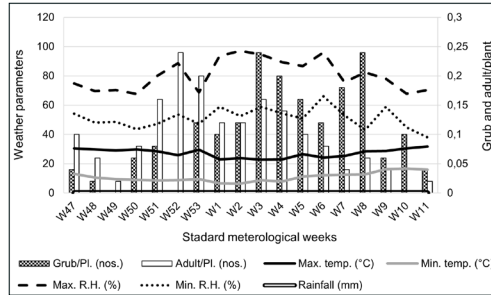 120
100
80
60
40
20
0
Weather parameters
0,3
0,25
0,2
0,15
0,1
0,05
0
Grub and adult/plant
W47
W48
W49
W50
W51
W52
W53
W1
W2
W3
W4
W5
W6
W7
W8
W9
W10
W11
Stadard meterological weeks
Grub/Pl. (nos.)
Adult/Pl. (nos.)
Max. temp. (°C)
Min. temp. (°C)
Max. R.H. (%)
Min. R.H. (%)
Rainfall (mm)